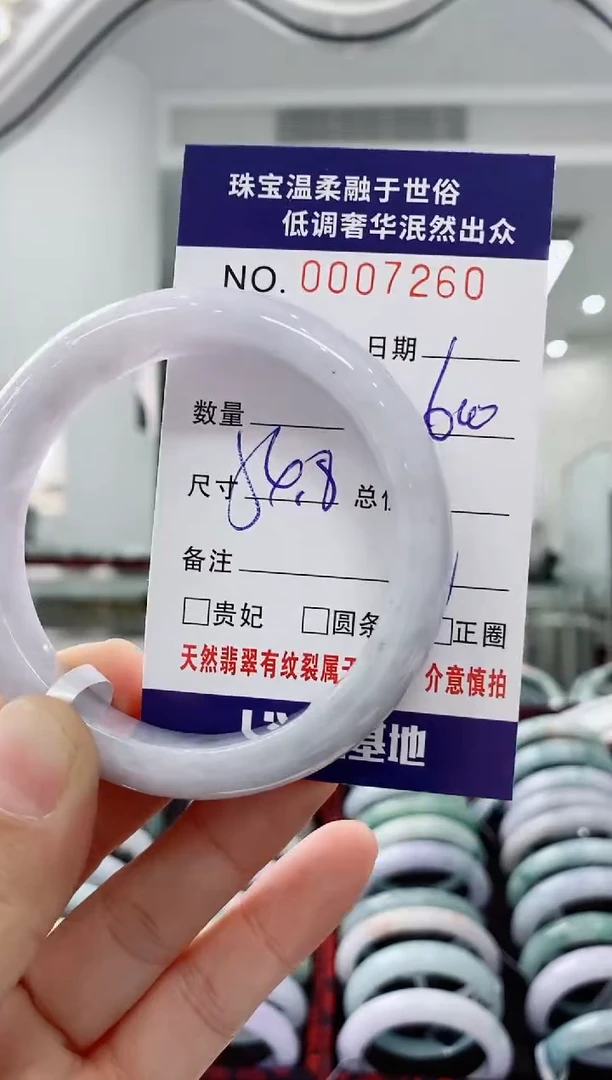 珠宝温柔融于世俗
低调奢华泯然出众
NO. 0007260
日期
600
数量
尺寸 56.8 总
备注
□贵妃 □圆条 □正圈
天然翡翠有纹裂属 介意慎拍
基地